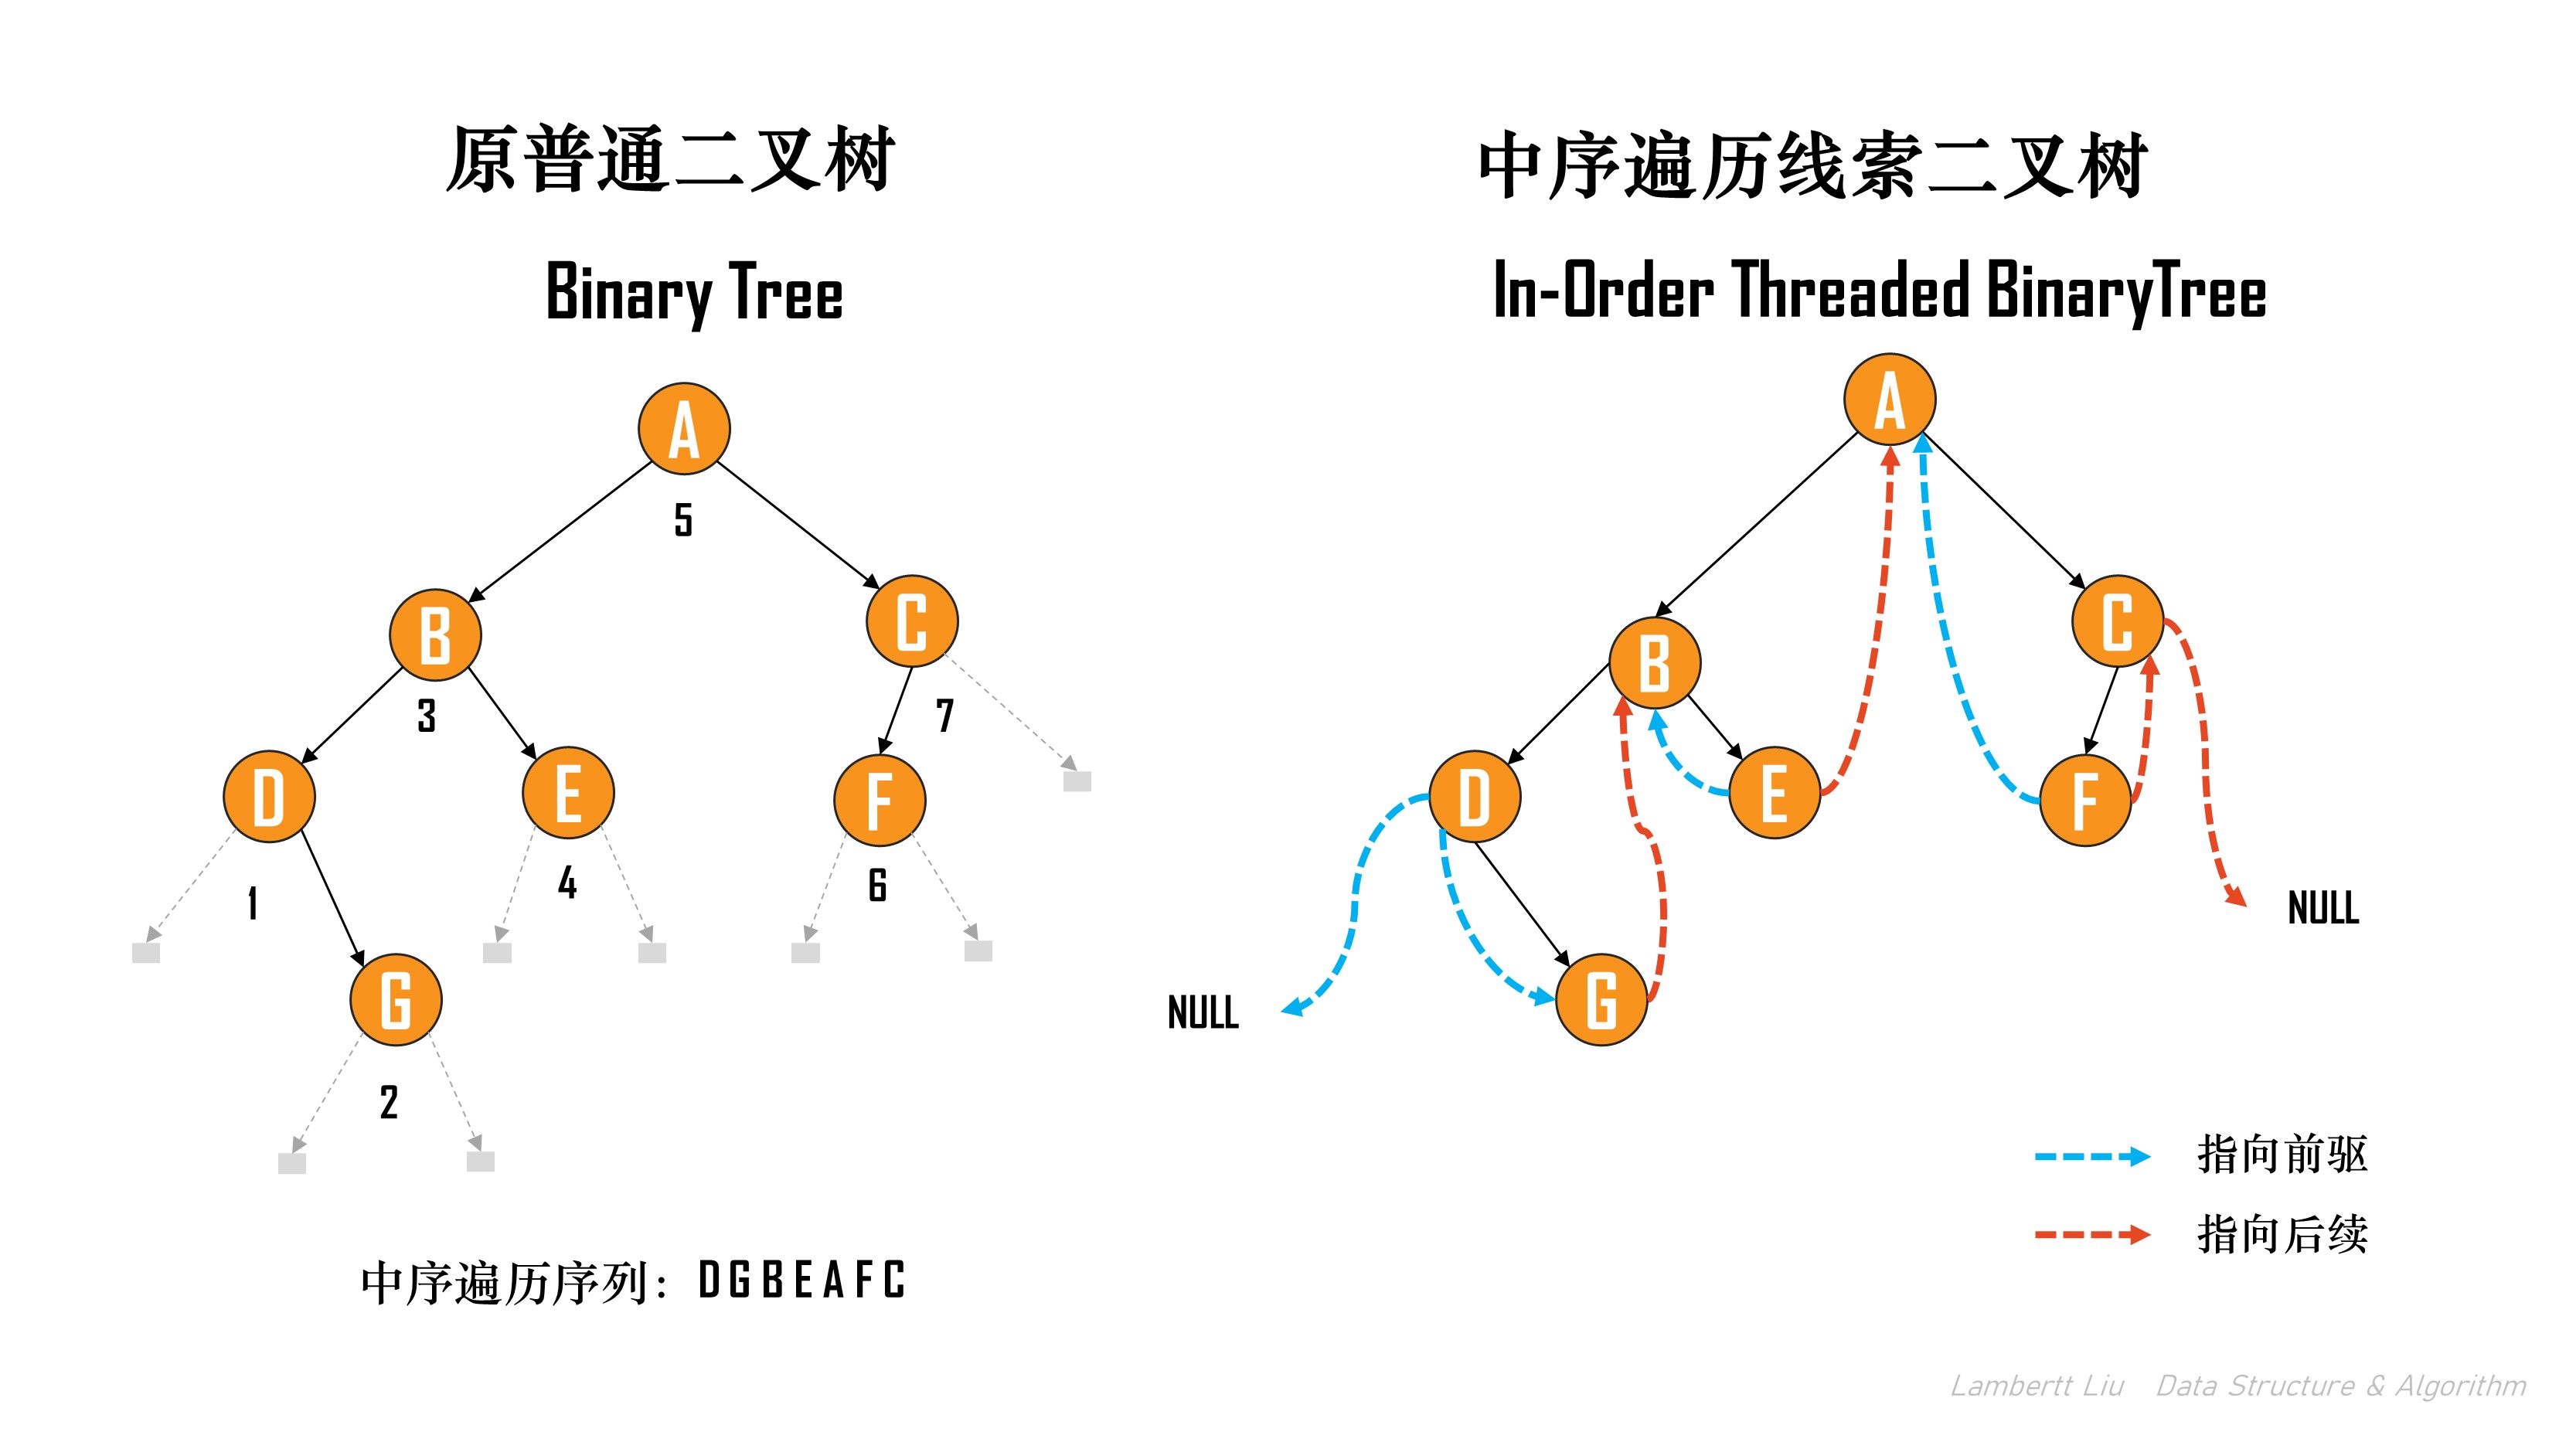 原普通二叉树
Binary Tree
A
5
B
C
3
7
D
E
F
1
4
6
G
2
中序遍历序列：D G B E A F C
中序遍历线索二叉树
In-Order Threaded BinaryTree
A
B
C
D
E
F
G
NULL
NULL
指向前驱
指向后续
Lambertt Liu Data Structure & Algorithm